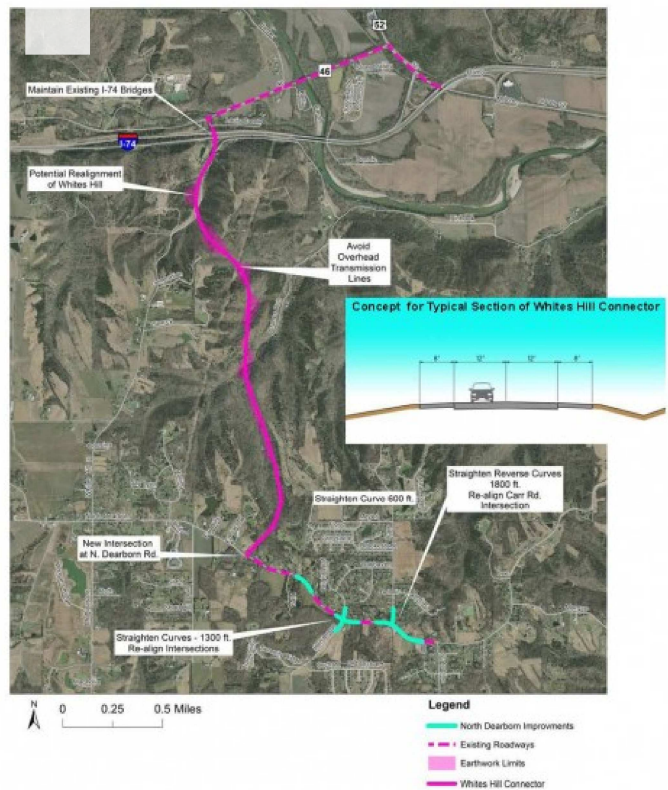 52
46
Maintain Existing I-74 Bridges
I-74
Potential Realignment
of Whites Hill
Avoid
Overhead
Transmission
Lines
Concept for Typical Section of Whites Hill Connector
8"
12"
12"
8"
Straighten Reverse Curves
1800 ft.
Re-align Carr Rd.
Intersection
Straighten Curve 600 ft.
New Intersection
at N. Dearborn Rd.
Straighten Curves - 1300 ft.
Re-align Intersections
N
0 0.25 0.5 Miles
Legend
North Dearborn Improvments
Existing Roadways
Earthwork Limits
Whites Hill Connector